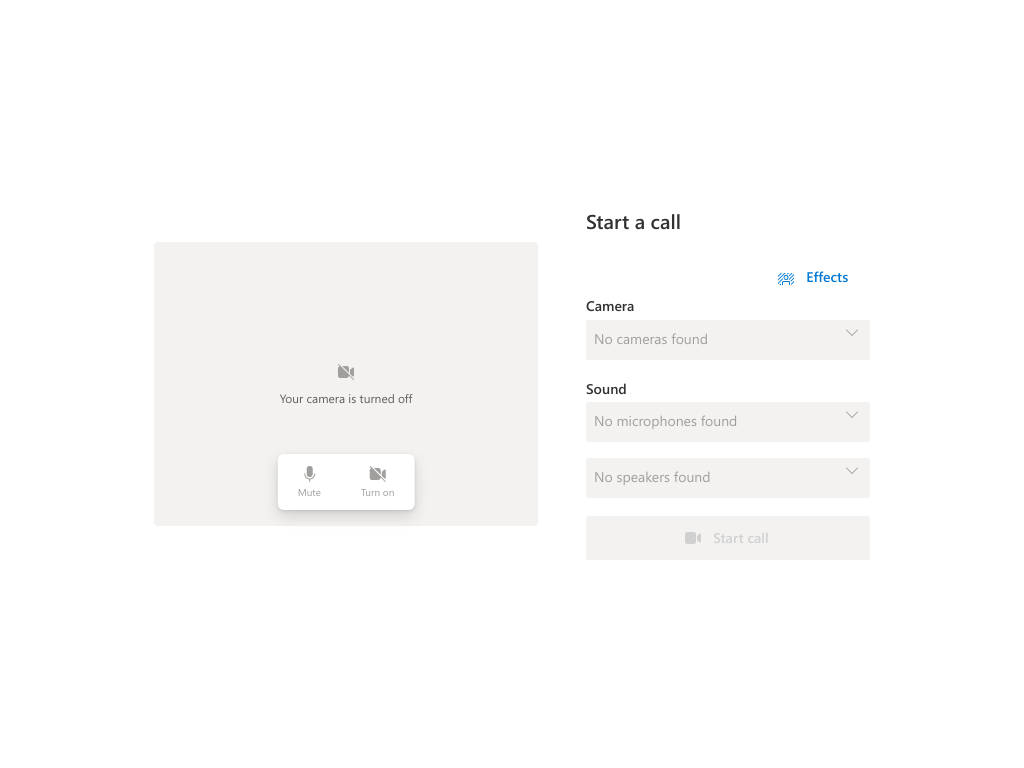 Start a call
Effects
Camera
No cameras found
Your camera is turned off
Sound
No microphones found
No speakers found
Mute
Turn on
Start call